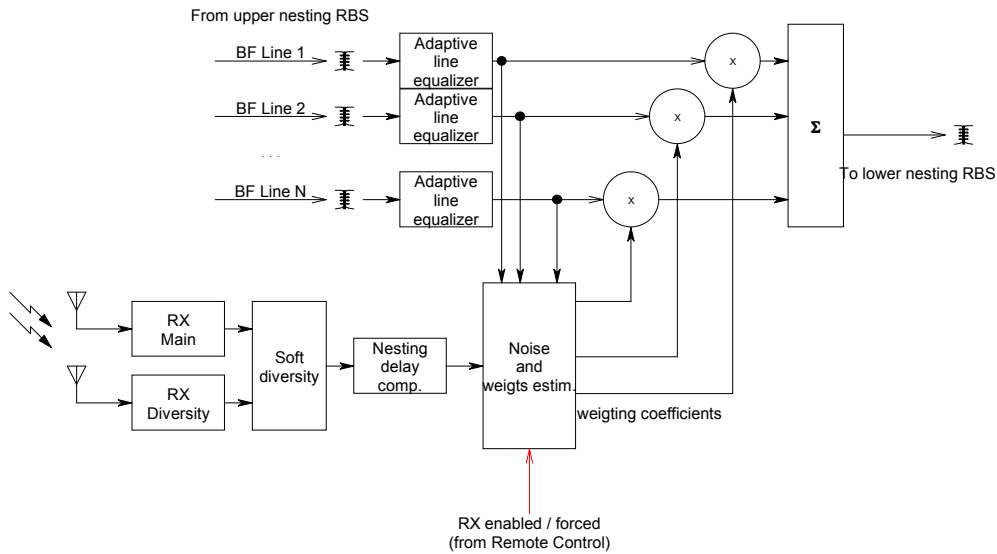 From upper nesting RBS
BF Line 1
Adaptive
line
equalizer
x
BF Line 2
Adaptive
line
equalizer
x
Σ
. . .
To lower nesting RBS
BF Line N
Adaptive
line
equalizer
x
RX
Main
Soft
diversity
Nesting
delay
comp.
Noise
and
weigts estim.
RX
Diversity
weigting coefficients
RX enabled / forced
(from Remote Control)